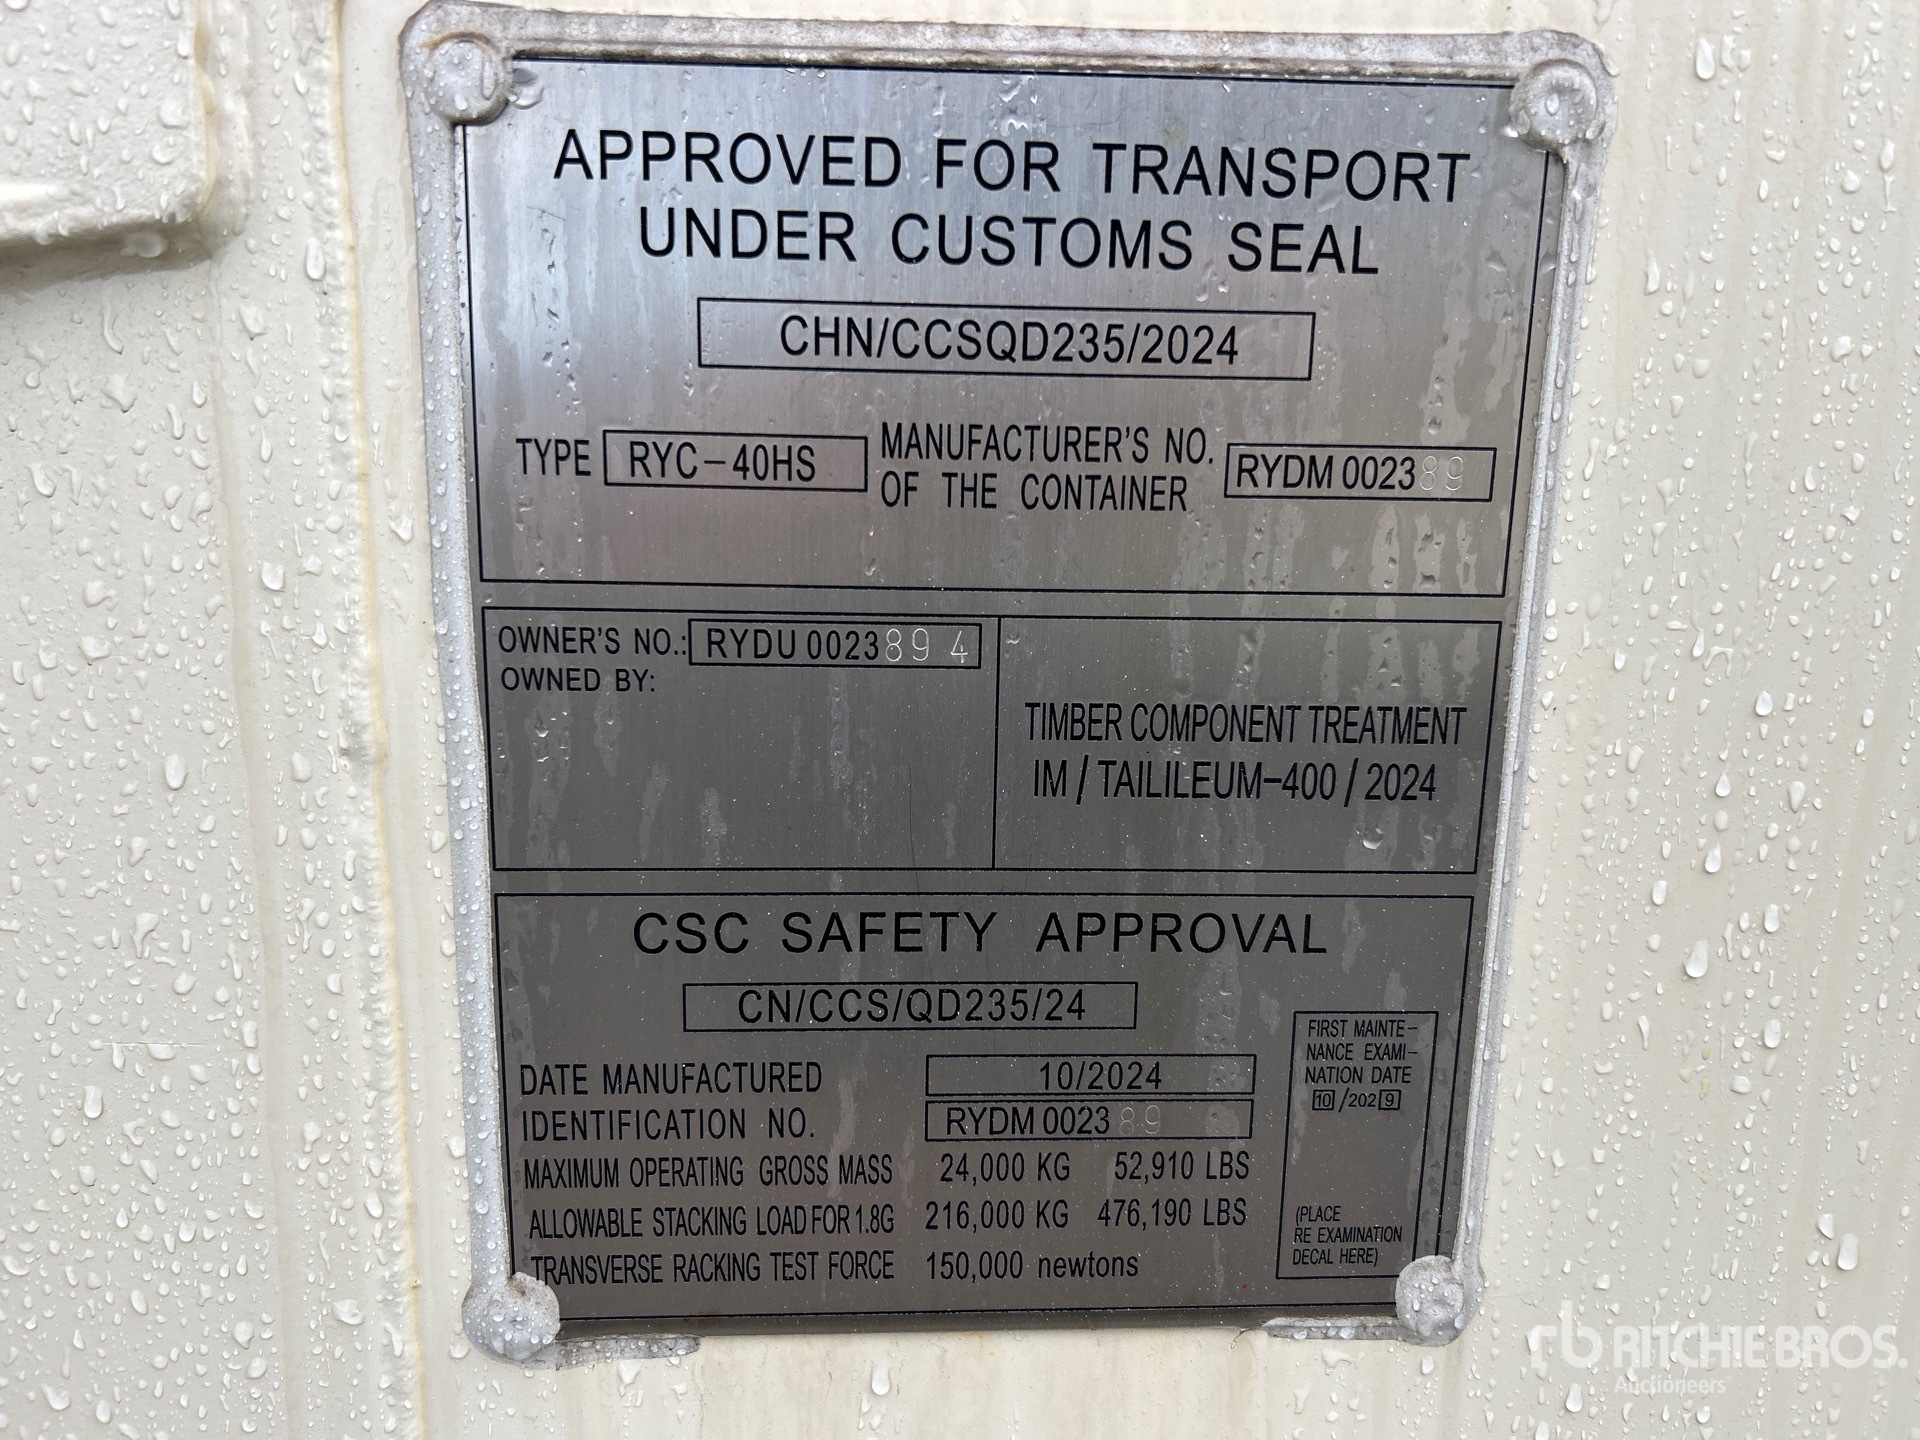 APPROVED FOR TRANSPORT
UNDER CUSTOMS SEAL
CHN/CCSQD235/2024
TYPE RYC-40HS MANUFACTURER'S NO. OF THE CONTAINER RYDM 002389
OWNER'S NO.: RYDU 0023894
OWNED BY:
TIMBER COMPONENT TREATMENT
IM / TAILILEUM-400 / 2024
CSC SAFETY APPROVAL
CN/CCS/QD235/24
DATE MANUFACTURED 10/2024
IDENTIFICATION NO. RYDM 002389
MAXIMUM OPERATING GROSS MASS 24,000 KG 52,910 LBS
ALLOWABLE STACKING LOAD FOR 1.8G 216,000 KG 476,190 LBS
TRANSVERSE RACKING TEST FORCE 150,000 newtons
FIRST MAINTE-
NANCE EXAMI-
NATION DATE
10/2029
(PLACE
RE EXAMINATION
DECAL HERE)
rb RITCHIE BROS.
Auctioneers